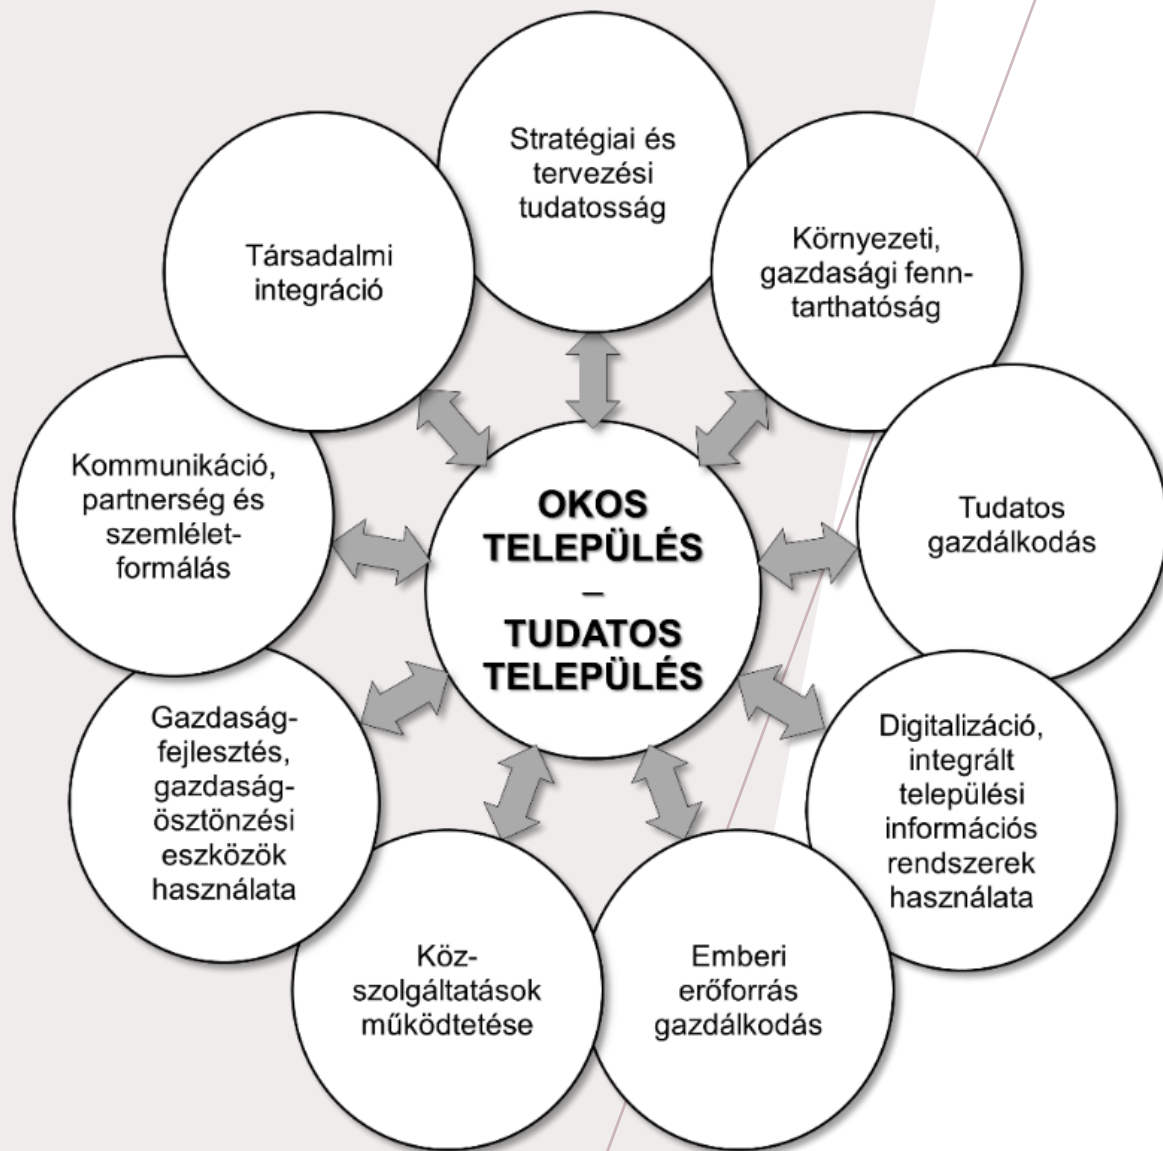 Stratégiai és
tervezési
tudatosság
Környezeti,
gazdasági fenn-
tarthatóság
Tudatos
gazdálkodás
Digitalizáció,
integrált
települési
információs
rendszerek
használata
Emberi
erőforrás
gazdálkodás
Köz-
szolgáltatások
működtetése
Gazdaság-
fejlesztés,
gazdaság-
ösztönzési
eszközök
használata
Kommunikáció,
partnerség és
szemlélet-
formálás
Társadalmi
integráció
OKOS
TELEPÜLÉS
–
TUDATOS
TELEPÜLÉS